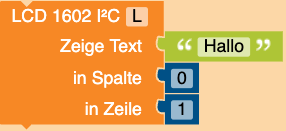 LCD 1602 I²C L
Zeige Text “ Hallo ”
in Spalte 0
in Zeile 1